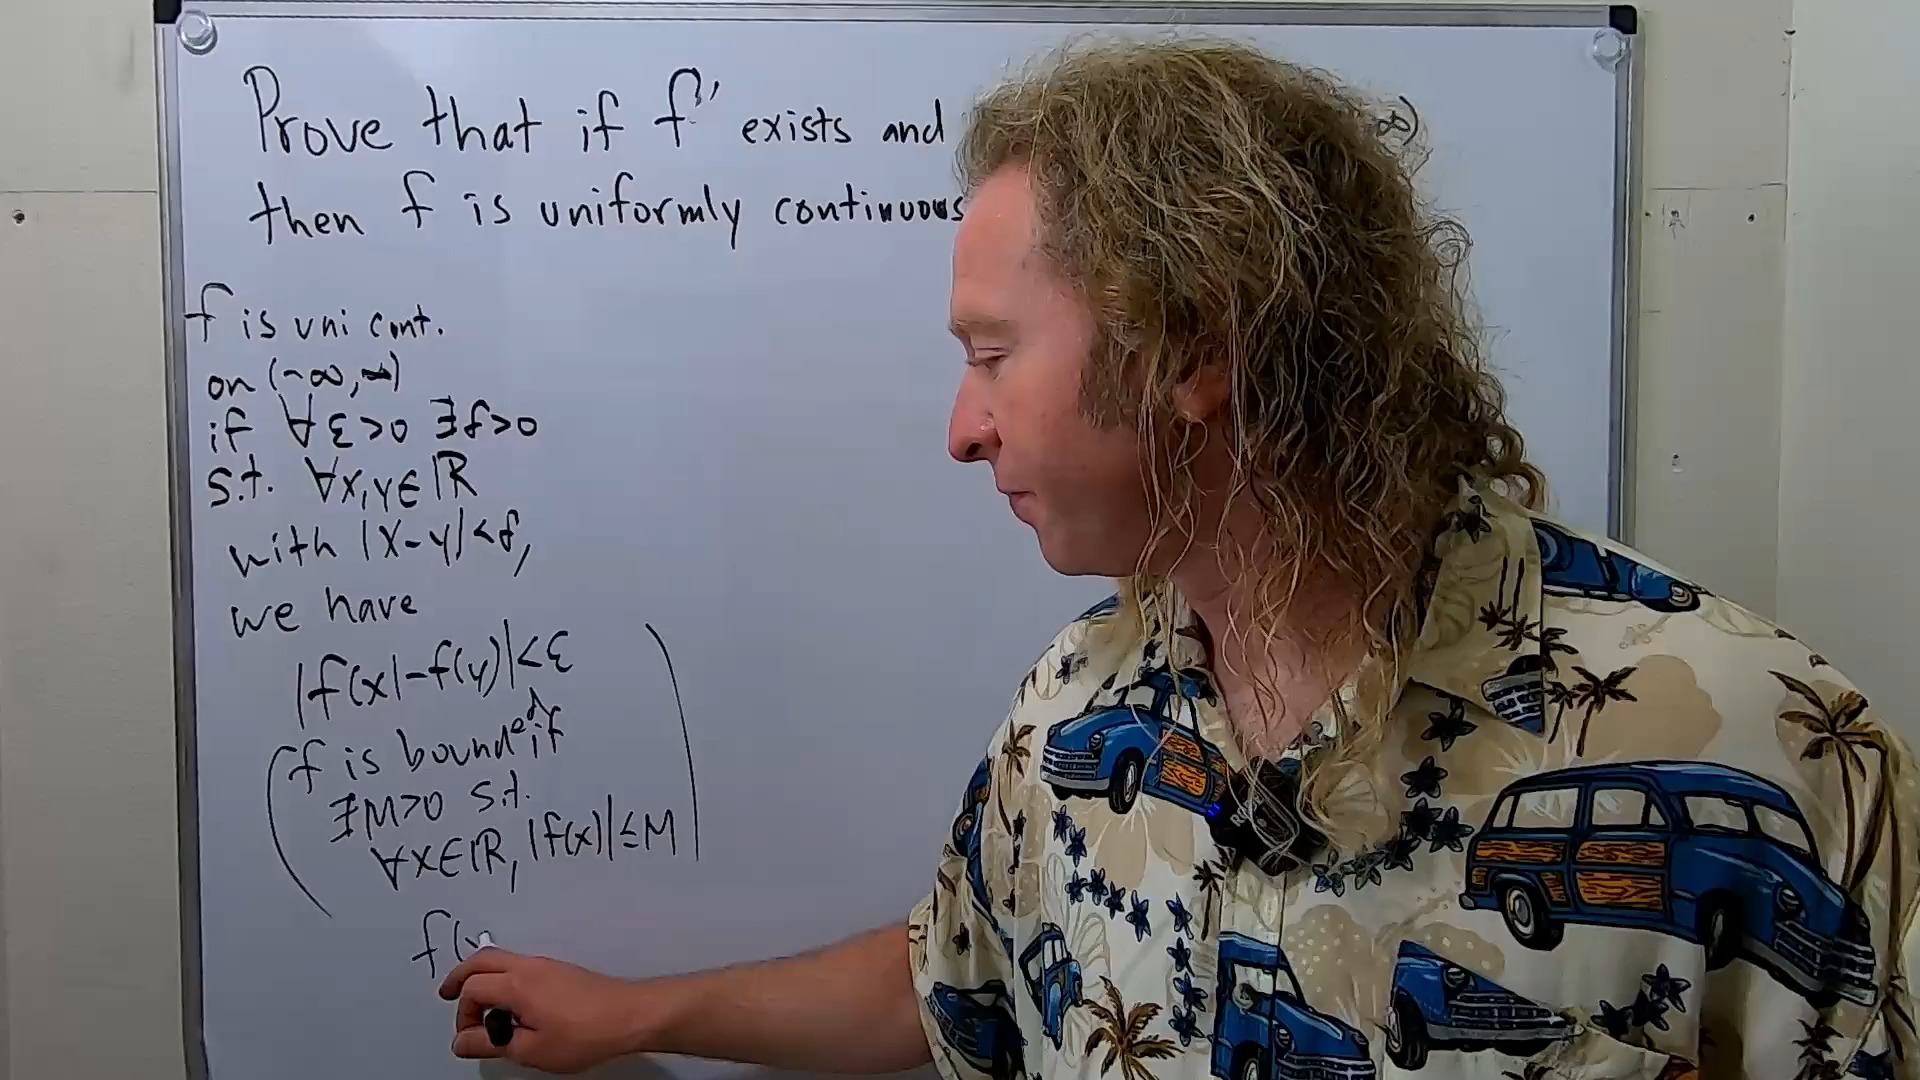 Prove that if f' exists and ∞)
then f is uniformly continuous
f is uni cont.
on (-∞, ∞)
if ∀ε>0 ∃δ>0
s.t. ∀x,y∈ℝ
with |x-y|<δ,
we have
|f(x)-f(y)|<ε
(f is bounded if
∃M>0 s.t.
∀x∈ℝ, |f(x)|≤M)
f(x